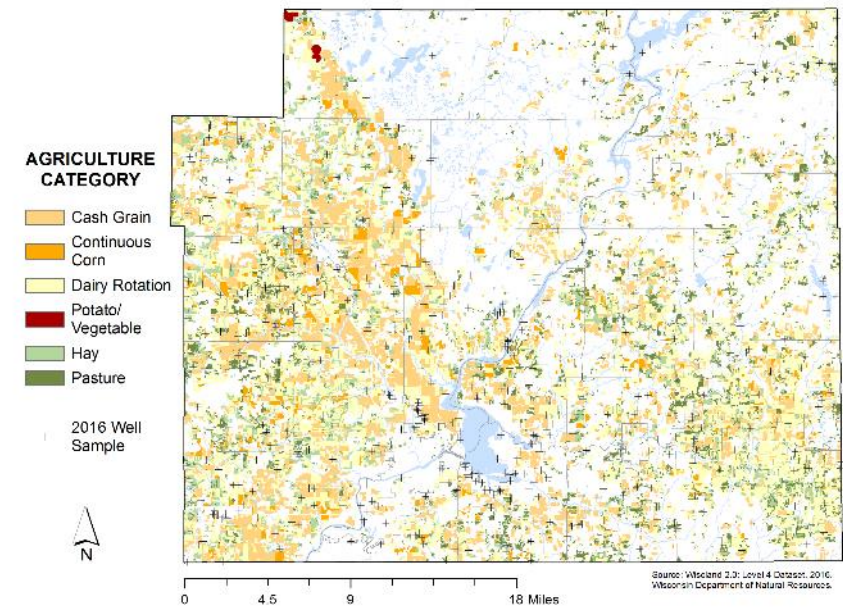 AGRICULTURE
CATEGORY
Cash Grain
Continuous
Corn
Dairy Rotation
Potato/
Vegetable
Hay
Pasture
2016 Well
Sample
N
0 4.5 9 18 Miles
Source: Wiscland 2.0: Level 4 Dataset, 2016.
Wisconsin Department of Natural Resources.